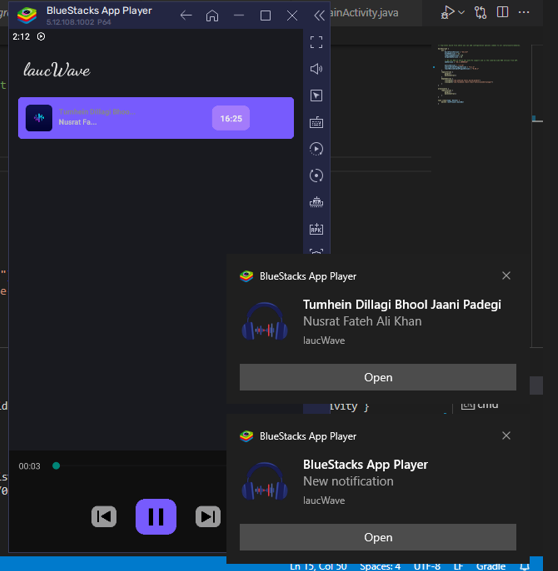 BlueStacks App Player
5.12.108.1002 P64
ainActivity.java
2:12
laucWave
Tumhein Dillagi Bhoo...
Nusrat Fa...
16:25
BlueStacks App Player
Tumhein Dillagi Bhool Jaani Padegi
Nusrat Fateh Ali Khan
laucWave
Open
ivity }
cmd
BlueStacks App Player
BlueStacks App Player
New notification
laucWave
Open
00:03
Ln 15, Col 50
Spaces: 4
UTF-8
LF
Gradle